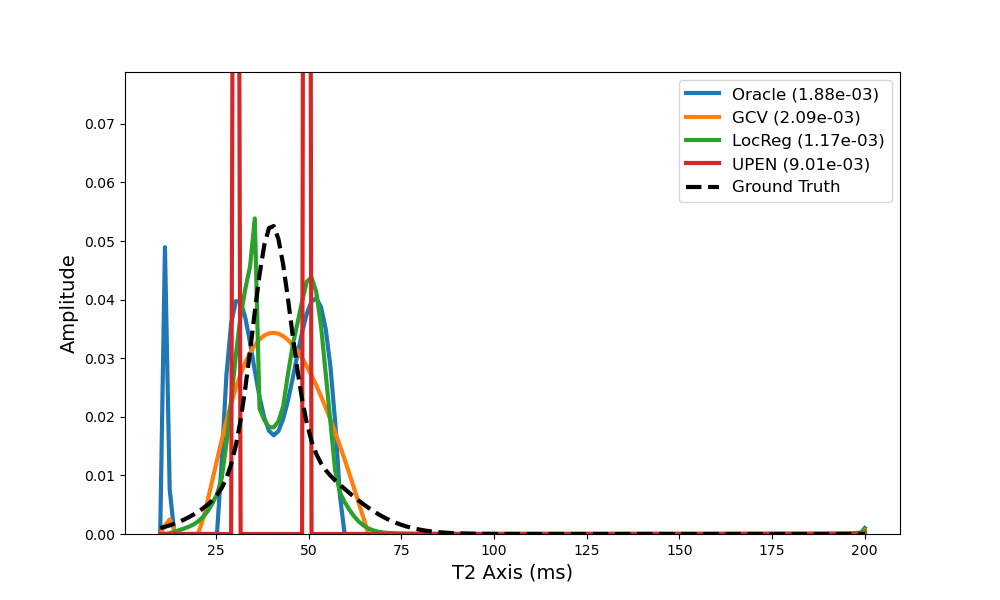 0.07
0.06
0.05
0.04
0.03
0.02
0.01
0.00
Amplitude
25 50 75 100 125 150 175 200
T2 Axis (ms)
Oracle (1.88e-03)
GCV (2.09e-03)
LocReg (1.17e-03)
UPEN (9.01e-03)
Ground Truth